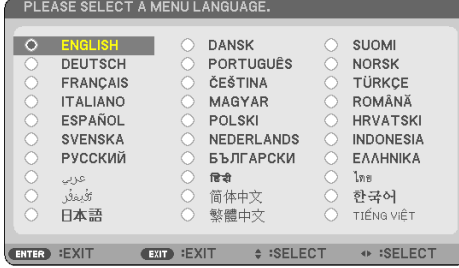 PLEASE SELECT A MENU LANGUAGE.
ENGLISH DANSK SUOMI
DEUTSCH PORTUGUÊS NORSK
FRANÇAIS ČEŠTINA TÜRKÇE
ITALIANO MAGYAR ROMÂNĂ
ESPAÑOL POLSKI HRVATSKI
SVENSKA NEDERLANDS INDONESIA
РУССКИЙ БЪЛГАРСКИ ΕΛΛΗΝΙΚΑ
عربي हिंदी ไทย
简体中文 한국어
日本語 繁體中文 TIẾNG VIỆT
ENTER :EXIT EXIT :EXIT :SELECT :SELECT